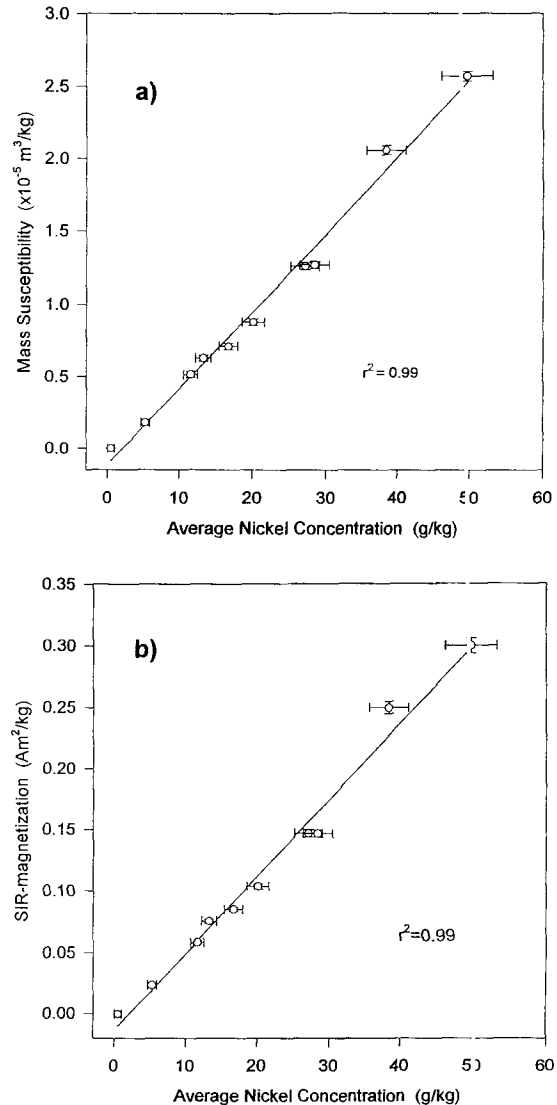 a)
Mass Susceptibility (x10⁻⁵ m³/kg)
3.0
2.5
2.0
1.5
1.0
0.5
0.0
r² = 0.99
0 10 20 30 40 50 60
Average Nickel Concentration (g/kg)
b)
SIR-magnetization (Am²/kg)
0.35
0.30
0.25
0.20
0.15
0.10
0.05
0.00
r²=0.99
0 10 20 30 40 50 60
Average Nickel Concentration (g/kg)